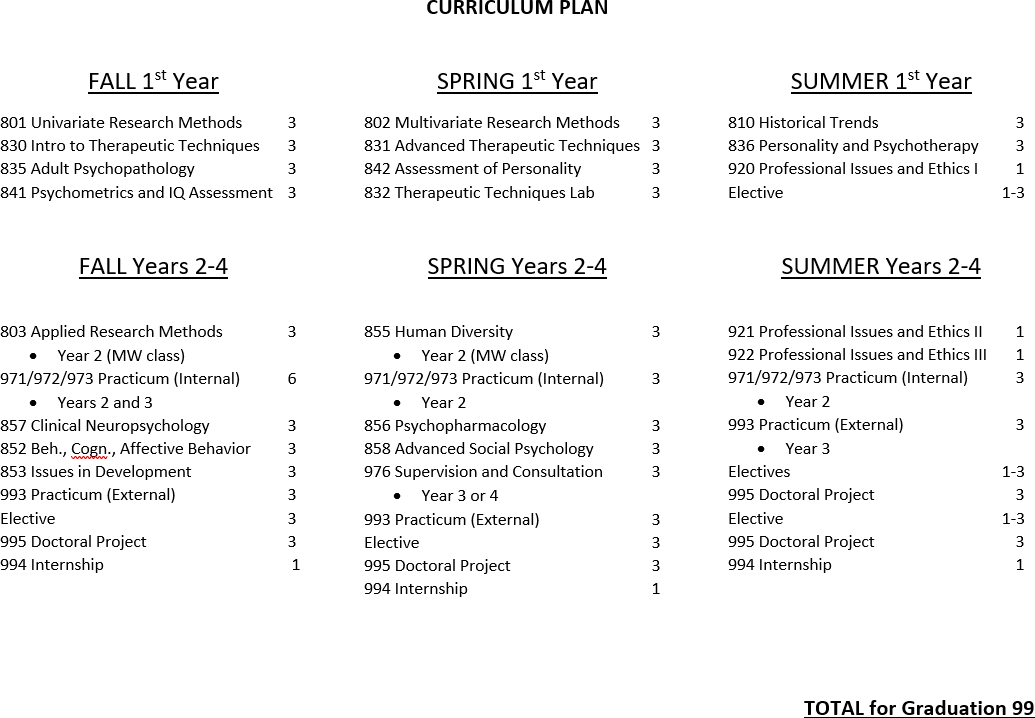 CURRICULUM PLAN
FALL 1st Year
801 Univariate Research Methods 3
830 Intro to Therapeutic Techniques 3
835 Adult Psychopathology 3
841 Psychometrics and IQ Assessment 3
SPRING 1st Year
802 Multivariate Research Methods 3
831 Advanced Therapeutic Techniques 3
842 Assessment of Personality 3
832 Therapeutic Techniques Lab 3
SUMMER 1st Year
810 Historical Trends 3
836 Personality and Psychotherapy 3
920 Professional Issues and Ethics I 1
Elective 1-3
FALL Years 2-4
803 Applied Research Methods 3
• Year 2 (MW class)
971/972/973 Practicum (Internal) 6
• Years 2 and 3
857 Clinical Neuropsychology 3
852 Beh., Cogn., Affective Behavior 3
853 Issues in Development 3
993 Practicum (External) 3
Elective 3
995 Doctoral Project 3
994 Internship 1
SPRING Years 2-4
855 Human Diversity 3
• Year 2 (MW class)
971/972/973 Practicum (Internal) 3
• Year 2
856 Psychopharmacology 3
858 Advanced Social Psychology 3
976 Supervision and Consultation 3
• Year 3 or 4
993 Practicum (External) 3
Elective 3
995 Doctoral Project 3
994 Internship 1
SUMMER Years 2-4
921 Professional Issues and Ethics II 1
922 Professional Issues and Ethics III 1
971/972/973 Practicum (Internal) 3
• Year 2
993 Practicum (External) 3
• Year 3
Electives 1-3
995 Doctoral Project 3
Elective 1-3
995 Doctoral Project 3
994 Internship 1
TOTAL for Graduation 99